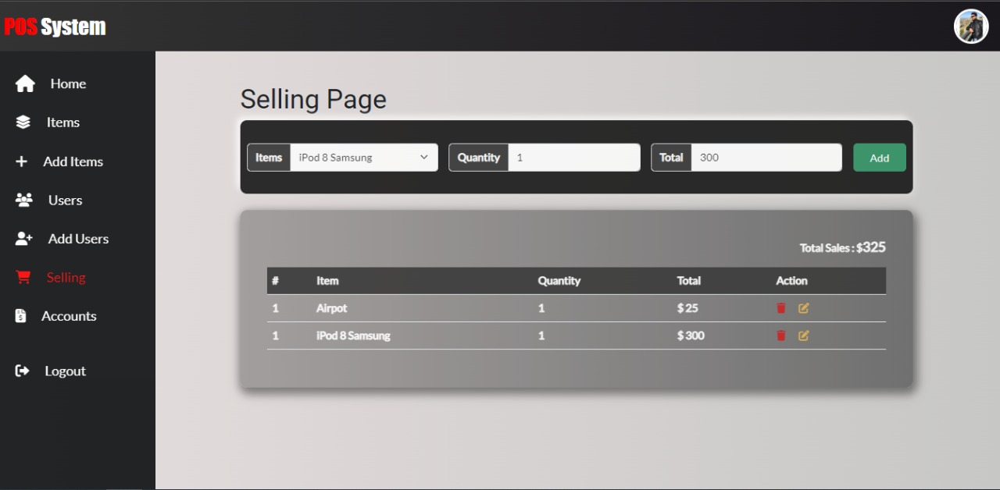 POS System
Home
Items
Add Items
Users
Add Users
Selling
Accounts
Logout
Selling Page
Items iPod 8 Samsung Quantity 1 Total 300 Add
Total Sales : $325
# Item Quantity Total Action
1 Airpot 1 $ 25
1 iPod 8 Samsung 1 $ 300